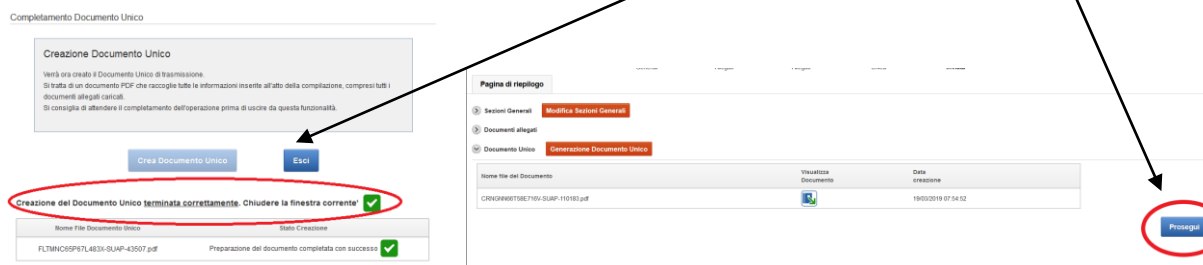 Completamento Documento Unico
Creazione Documento Unico
Verrà ora creato il Documento Unico di trasmissione.
Si tratta di un documento PDF che raccoglie tutte le informazioni inserite all'atto della compilazione, compresi tutti i
documenti allegati caricati.
Si consiglia di attendere il completamento dell'operazione prima di uscire da questa funzionalità.
Crea Documento Unico
Esci
Creazione del Documento Unico terminata correttamente. Chiudere la finestra corrente'
Nome File Documento Unico
Stato Creazione
FLTMNC65P67L483X-SUAP-43507.pdf
Preparazione del documento completata con successo
Pagina di riepilogo
Sezioni Generali
Modifica Sezioni Generali
Documenti allegati
Documento Unico
Generazione Documento Unico
Nome file del Documento
Visualizza
Documento
Data
creazione
CRNGNN66T58E716V-SUAP-110183.pdf
19/03/2019 07:54:52
Prosegui